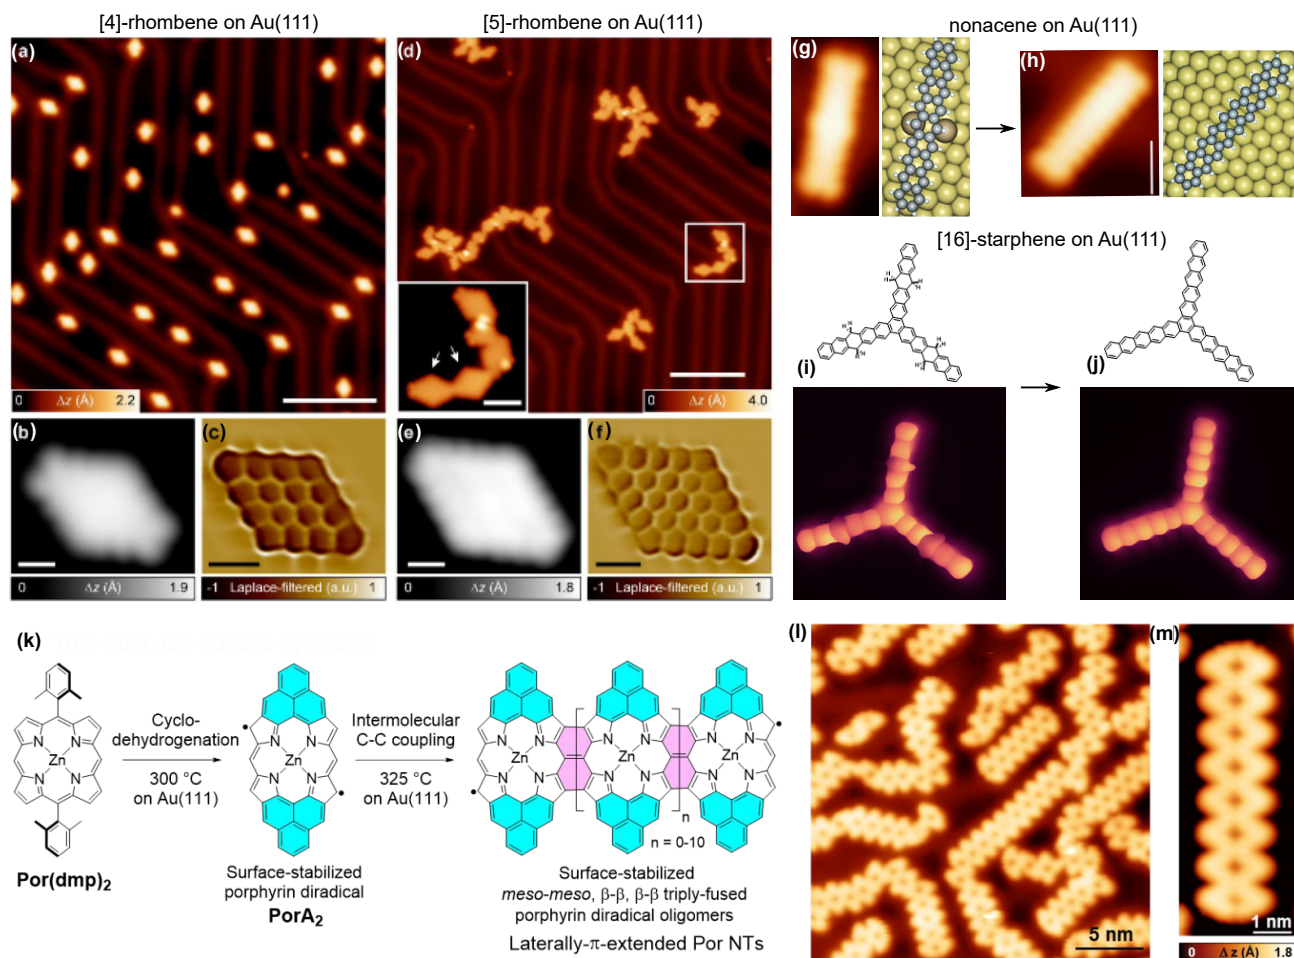 [4]-rhombene on Au(111)
[5]-rhombene on Au(111)
nonacene on Au(111)
(a)
(d)
(g)
(h)
[16]-starphene on Au(111)
H
H
H
H
H
H
H
H
H
H
H
H
(i)
(j)
0 Δz (Å) 2.2
0 Δz (Å) 4.0
(b)
(c)
(e)
(f)
0 Δz (Å) 1.9
-1 Laplace-filtered (a.u.) 1
0 Δz (Å) 1.8
-1 Laplace-filtered (a.u.) 1
(k)
(l)
(m)
Cyclo-
dehydrogenation
300 °C
on Au(111)
Intermolecular
C-C coupling
325 °C
on Au(111)
N N
Zn
N N
N N
Zn
N N
N N
Zn
N N
N N
Zn
N N
N N
Zn
N N
n
n = 0-10
Por(dmp)2
Surface-stabilized
porphyrin diradical
PorA2
Surface-stabilized
meso-meso, β-β, β-β triply-fused
porphyrin diradical oligomers
Laterally-π-extended Por NTs
5 nm
1 nm
0 Δ z (Å) 1.8